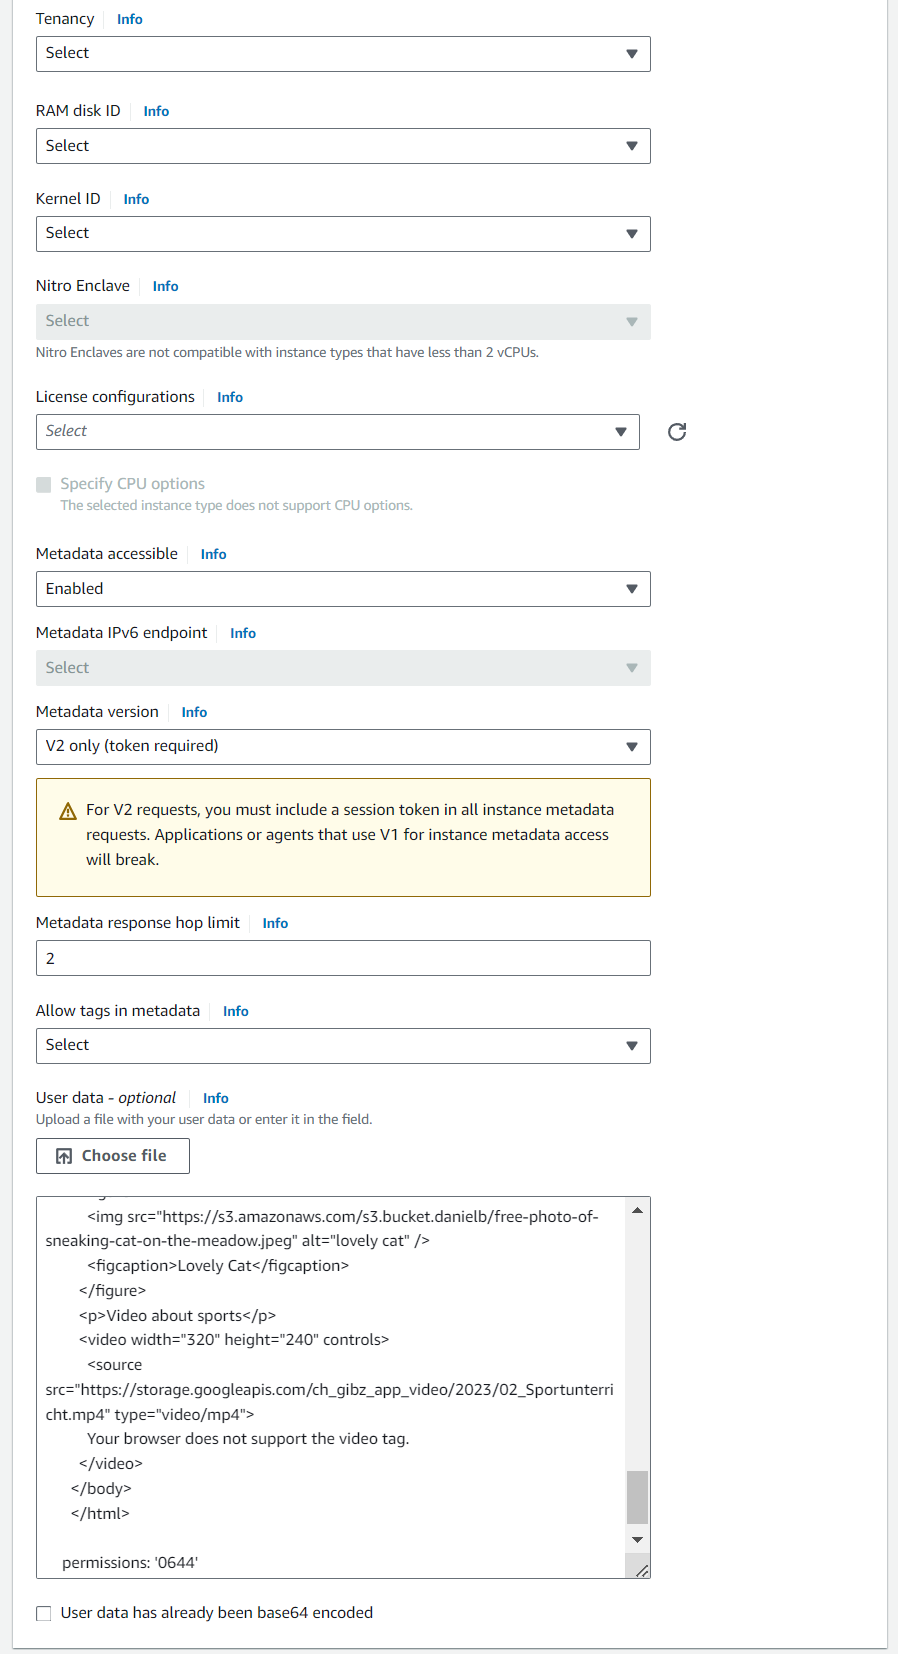 Tenancy Info
Select
RAM disk ID Info
Select
Kernel ID Info
Select
Nitro Enclave Info
Select
Nitro Enclaves are not compatible with instance types that have less than 2 vCPUs.
License configurations Info
Select
Specify CPU options
The selected instance type does not support CPU options.
Metadata accessible Info
Enabled
Metadata IPv6 endpoint Info
Select
Metadata version Info
V2 only (token required)
For V2 requests, you must include a session token in all instance metadata
requests. Applications or agents that use V1 for instance metadata access
will break.
Metadata response hop limit Info
2
Allow tags in metadata Info
Select
User data - optional Info
Upload a file with your user data or enter it in the field.
Choose file
<img src="https://s3.amazonaws.com/s3.bucket.danielb/free-photo-of-
sneaking-cat-on-the-meadow.jpeg" alt="lovely cat" />
<figcaption>Lovely Cat</figcaption>
</figure>
<p>Video about sports</p>
<video width="320" height="240" controls>
<source
src="https://storage.googleapis.com/ch_gibz_app_video/2023/02_Sportunterri
cht.mp4" type="video/mp4">
Your browser does not support the video tag.
</video>
</body>
</html>
permissions: '0644'
User data has already been base64 encoded